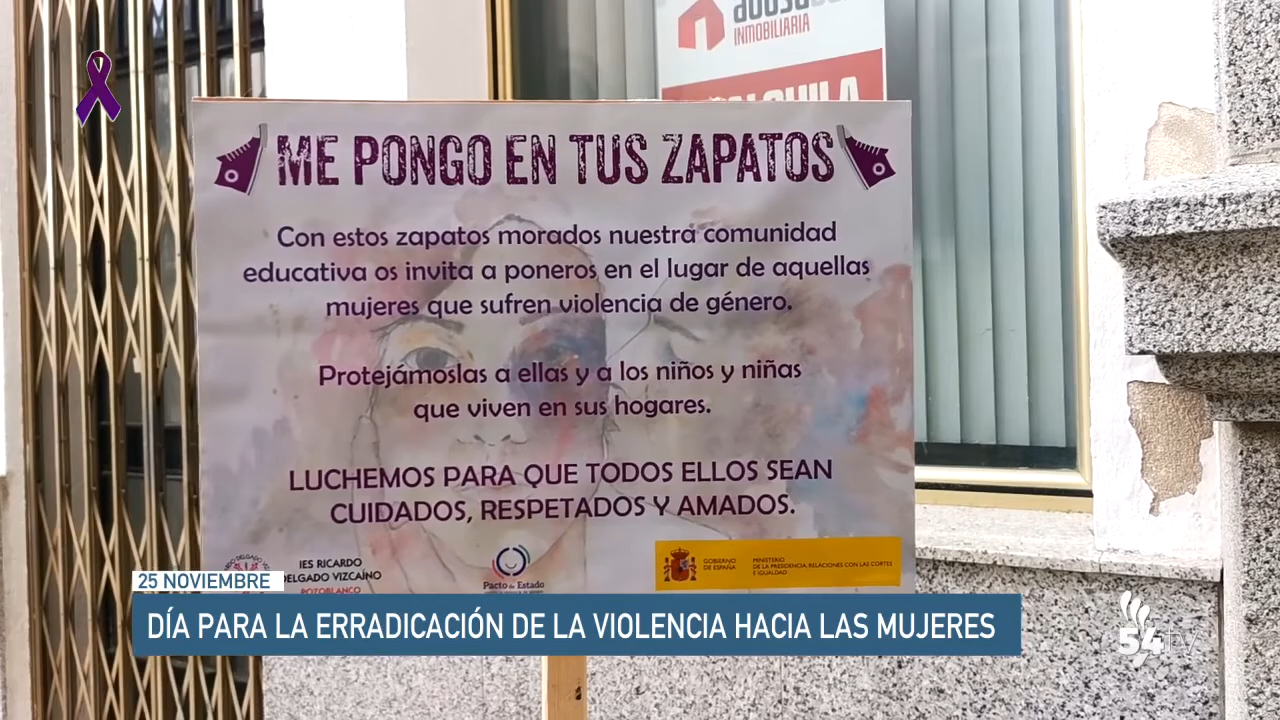 INMOBILIARIA
ME PONGO EN TUS ZAPATOS
Con estos zapatos morados nuestra comunidad
educativa os invita a poneros en el lugar de aquellas
mujeres que sufren violencia de género.
Protejámoslas a ellas y a los niños y niñas
que viven en sus hogares.
LUCHEMOS PARA QUE TODOS ELLOS SEAN
CUIDADOS, RESPETADOS Y AMADOS.
IES RICARDO
DELGADO VIZCAÍNO
POZOBLANCO
Pacto de Estado
GOBIERNO
DE ESPAÑA
MINISTERIO
DE LA PRESIDENCIA, RELACIONES CON LAS CORTES
E IGUALDAD
25 NOVIEMBRE
DÍA PARA LA ERRADICACIÓN DE LA VIOLENCIA HACIA LAS MUJERES
54tv